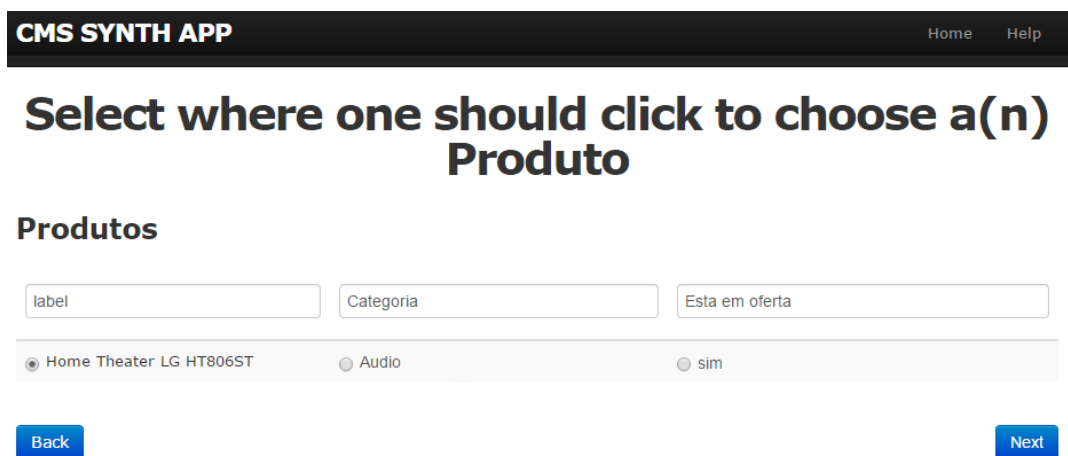 CMS SYNTH APP Home Help
Select where one should click to choose a(n)
Produto
Produtos
label Categoria Esta em oferta
Home Theater LG HT806ST Audio sim
Back Next